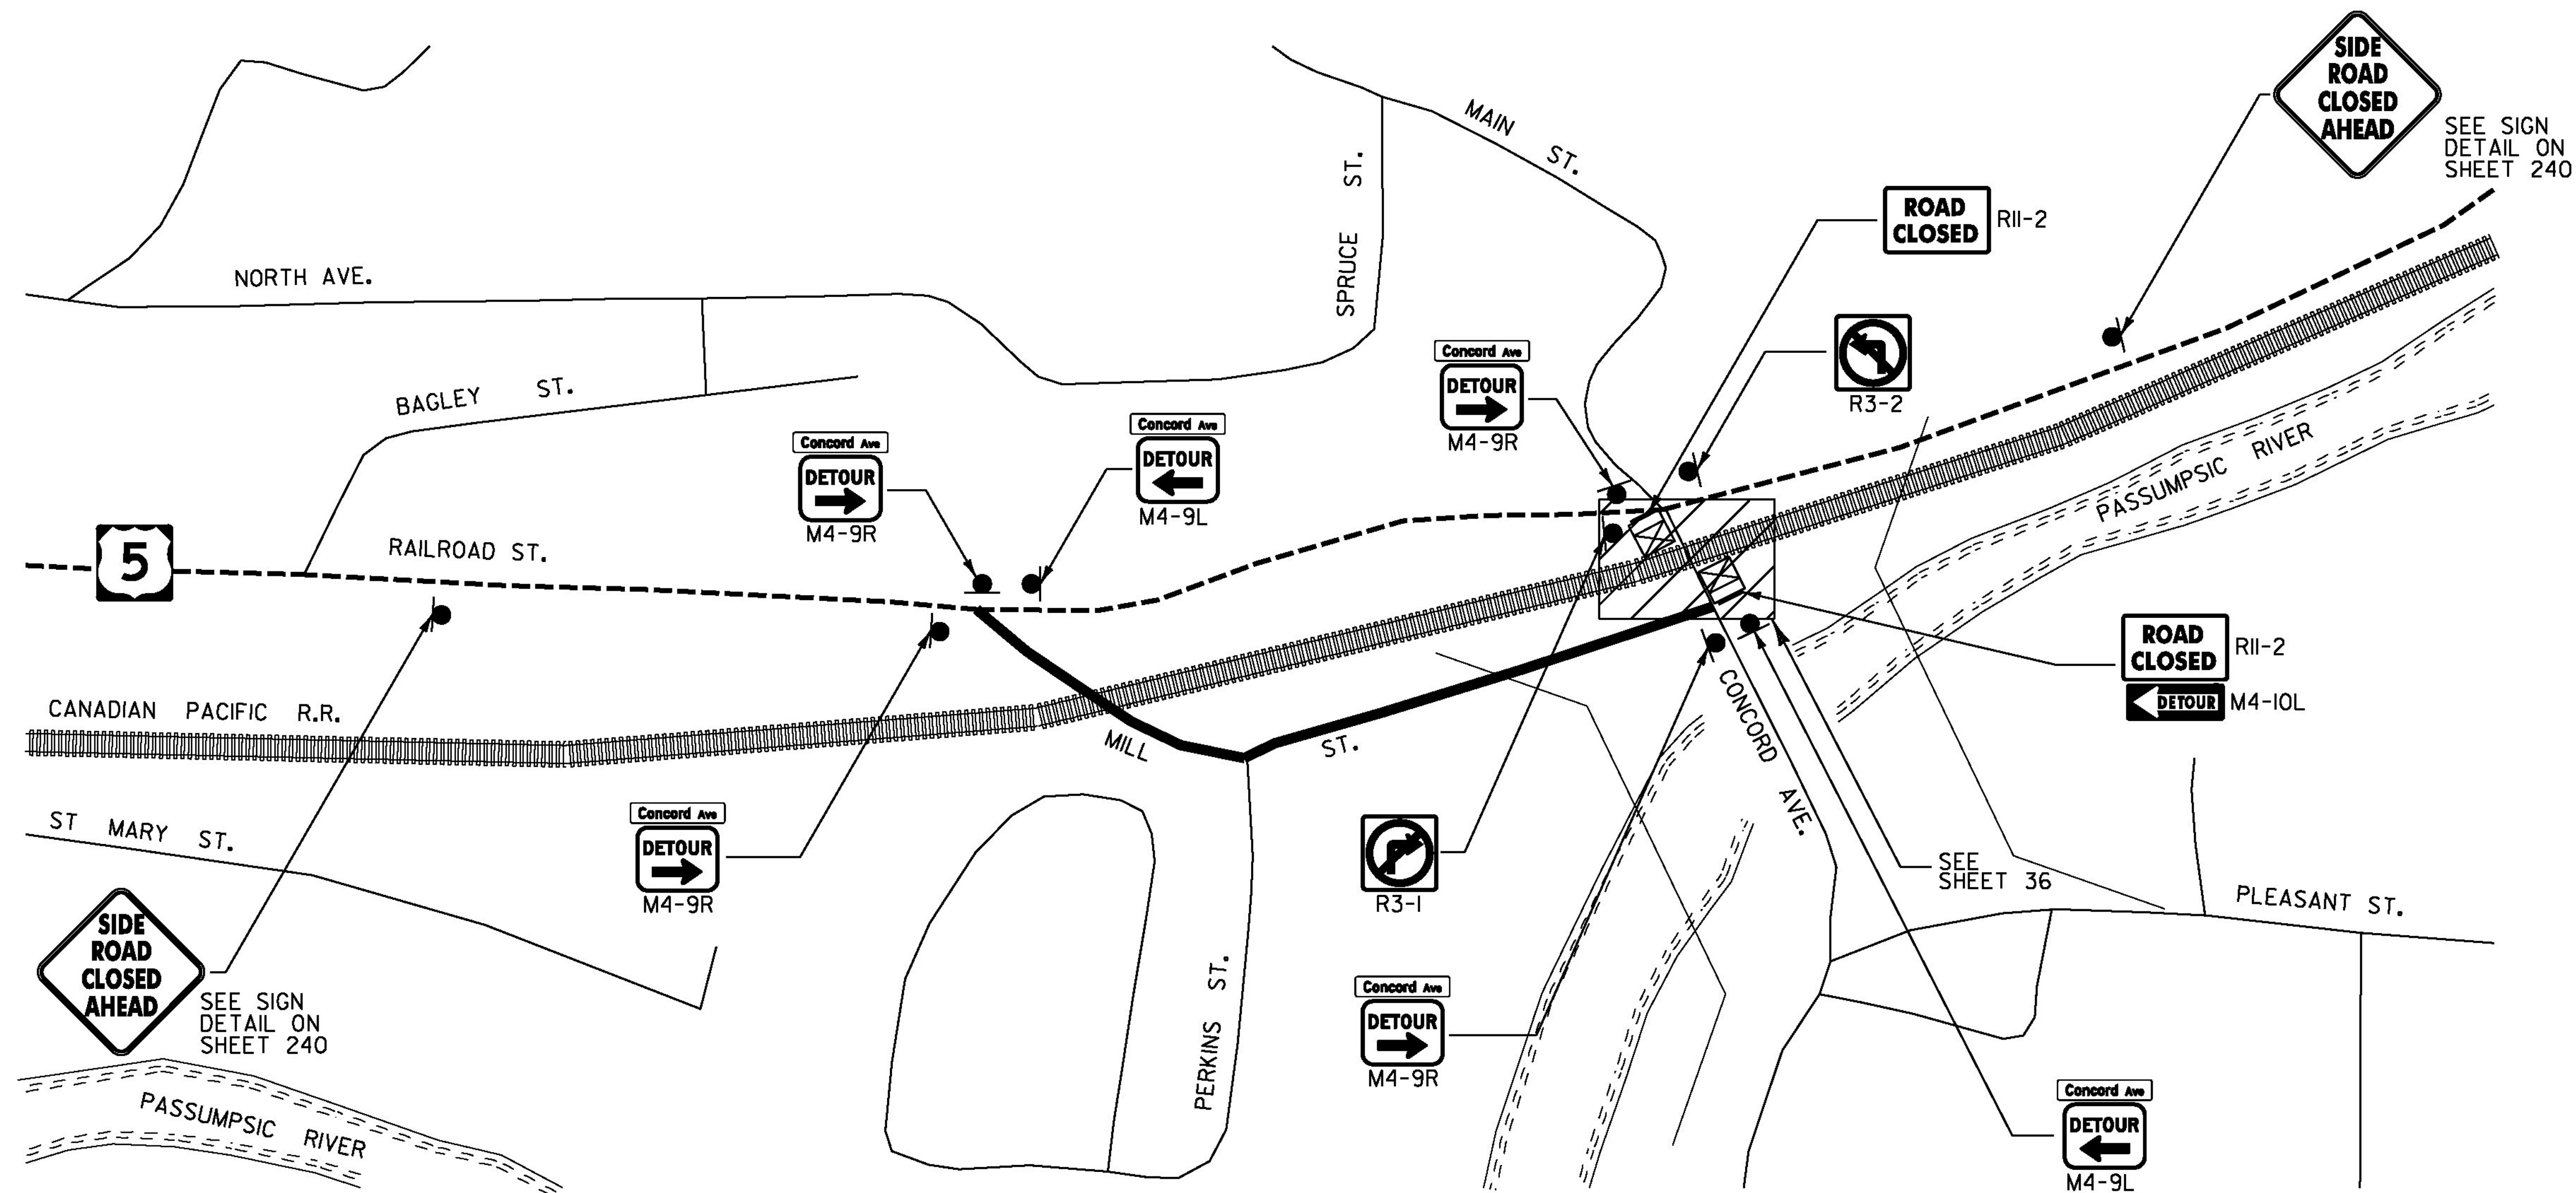 SIDE
ROAD
CLOSED
AHEAD
SEE SIGN
DETAIL ON
SHEET 240
MAIN ST.
SPRUCE ST.
ROAD
CLOSED
R11-2
NORTH AVE.
R3-2
Concord Ave
DETOUR
M4-9R
BAGLEY ST.
Concord Ave
DETOUR
M4-9L
Concord Ave
DETOUR
M4-9R
PASSUMPSIC RIVER
5
RAILROAD ST.
ROAD
CLOSED
R11-2
DETOUR
M4-10L
CANADIAN PACIFIC R.R.
MILL ST.
CONCORD AVE.
ST MARY ST.
Concord Ave
DETOUR
M4-9R
R3-1
SEE
SHEET 36
PLEASANT ST.
SIDE
ROAD
CLOSED
AHEAD
SEE SIGN
DETAIL ON
SHEET 240
PERKINS ST.
Concord Ave
DETOUR
M4-9R
PASSUMPSIC RIVER
Concord Ave
DETOUR
M4-9L